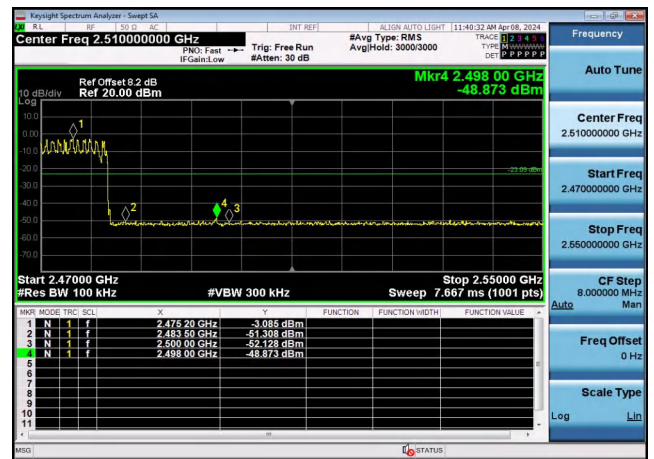 Keysight Spectrum Analyzer - Swept SA
RL RF 50 Ω AC INT REF ALIGN AUTO LIGHT 11:40:32 AM Apr 08, 2024
Center Freq 2.510000000 GHz
PNO: Fast
IFGain:Low
Trig: Free Run
#Atten: 30 dB
#Avg Type: RMS
Avg|Hold: 3000/3000
TRACE 1 2 3 4 5 6
TYPE M WWWWW
DET P P P P P P
Ref Offset 8.2 dB
Ref 20.00 dBm
10 dB/div
Log
Mkr4 2.498 00 GHz
-48.873 dBm
10.0
0.00
-10.0
-20.0
-30.0
-40.0
-50.0
-60.0
-70.0
1
2
4
3
-23.09 dBm
Start 2.47000 GHz Stop 2.55000 GHz
#Res BW 100 kHz #VBW 300 kHz Sweep 7.667 ms (1001 pts)
MKR MODE TRC SCL X Y FUNCTION FUNCTION WIDTH FUNCTION VALUE
1 N 1 f 2.475 20 GHz -3.085 dBm
2 N 1 f 2.483 50 GHz -51.308 dBm
3 N 1 f 2.500 00 GHz -52.128 dBm
4 N 1 f 2.498 00 GHz -48.873 dBm
5
6
7
8
9
10
11
MSG STATUS
Frequency
Auto Tune
Center Freq
2.510000000 GHz
Start Freq
2.470000000 GHz
Stop Freq
2.550000000 GHz
CF Step
8.000000 MHz
Auto Man
Freq Offset
0 Hz
Scale Type
Log Lin